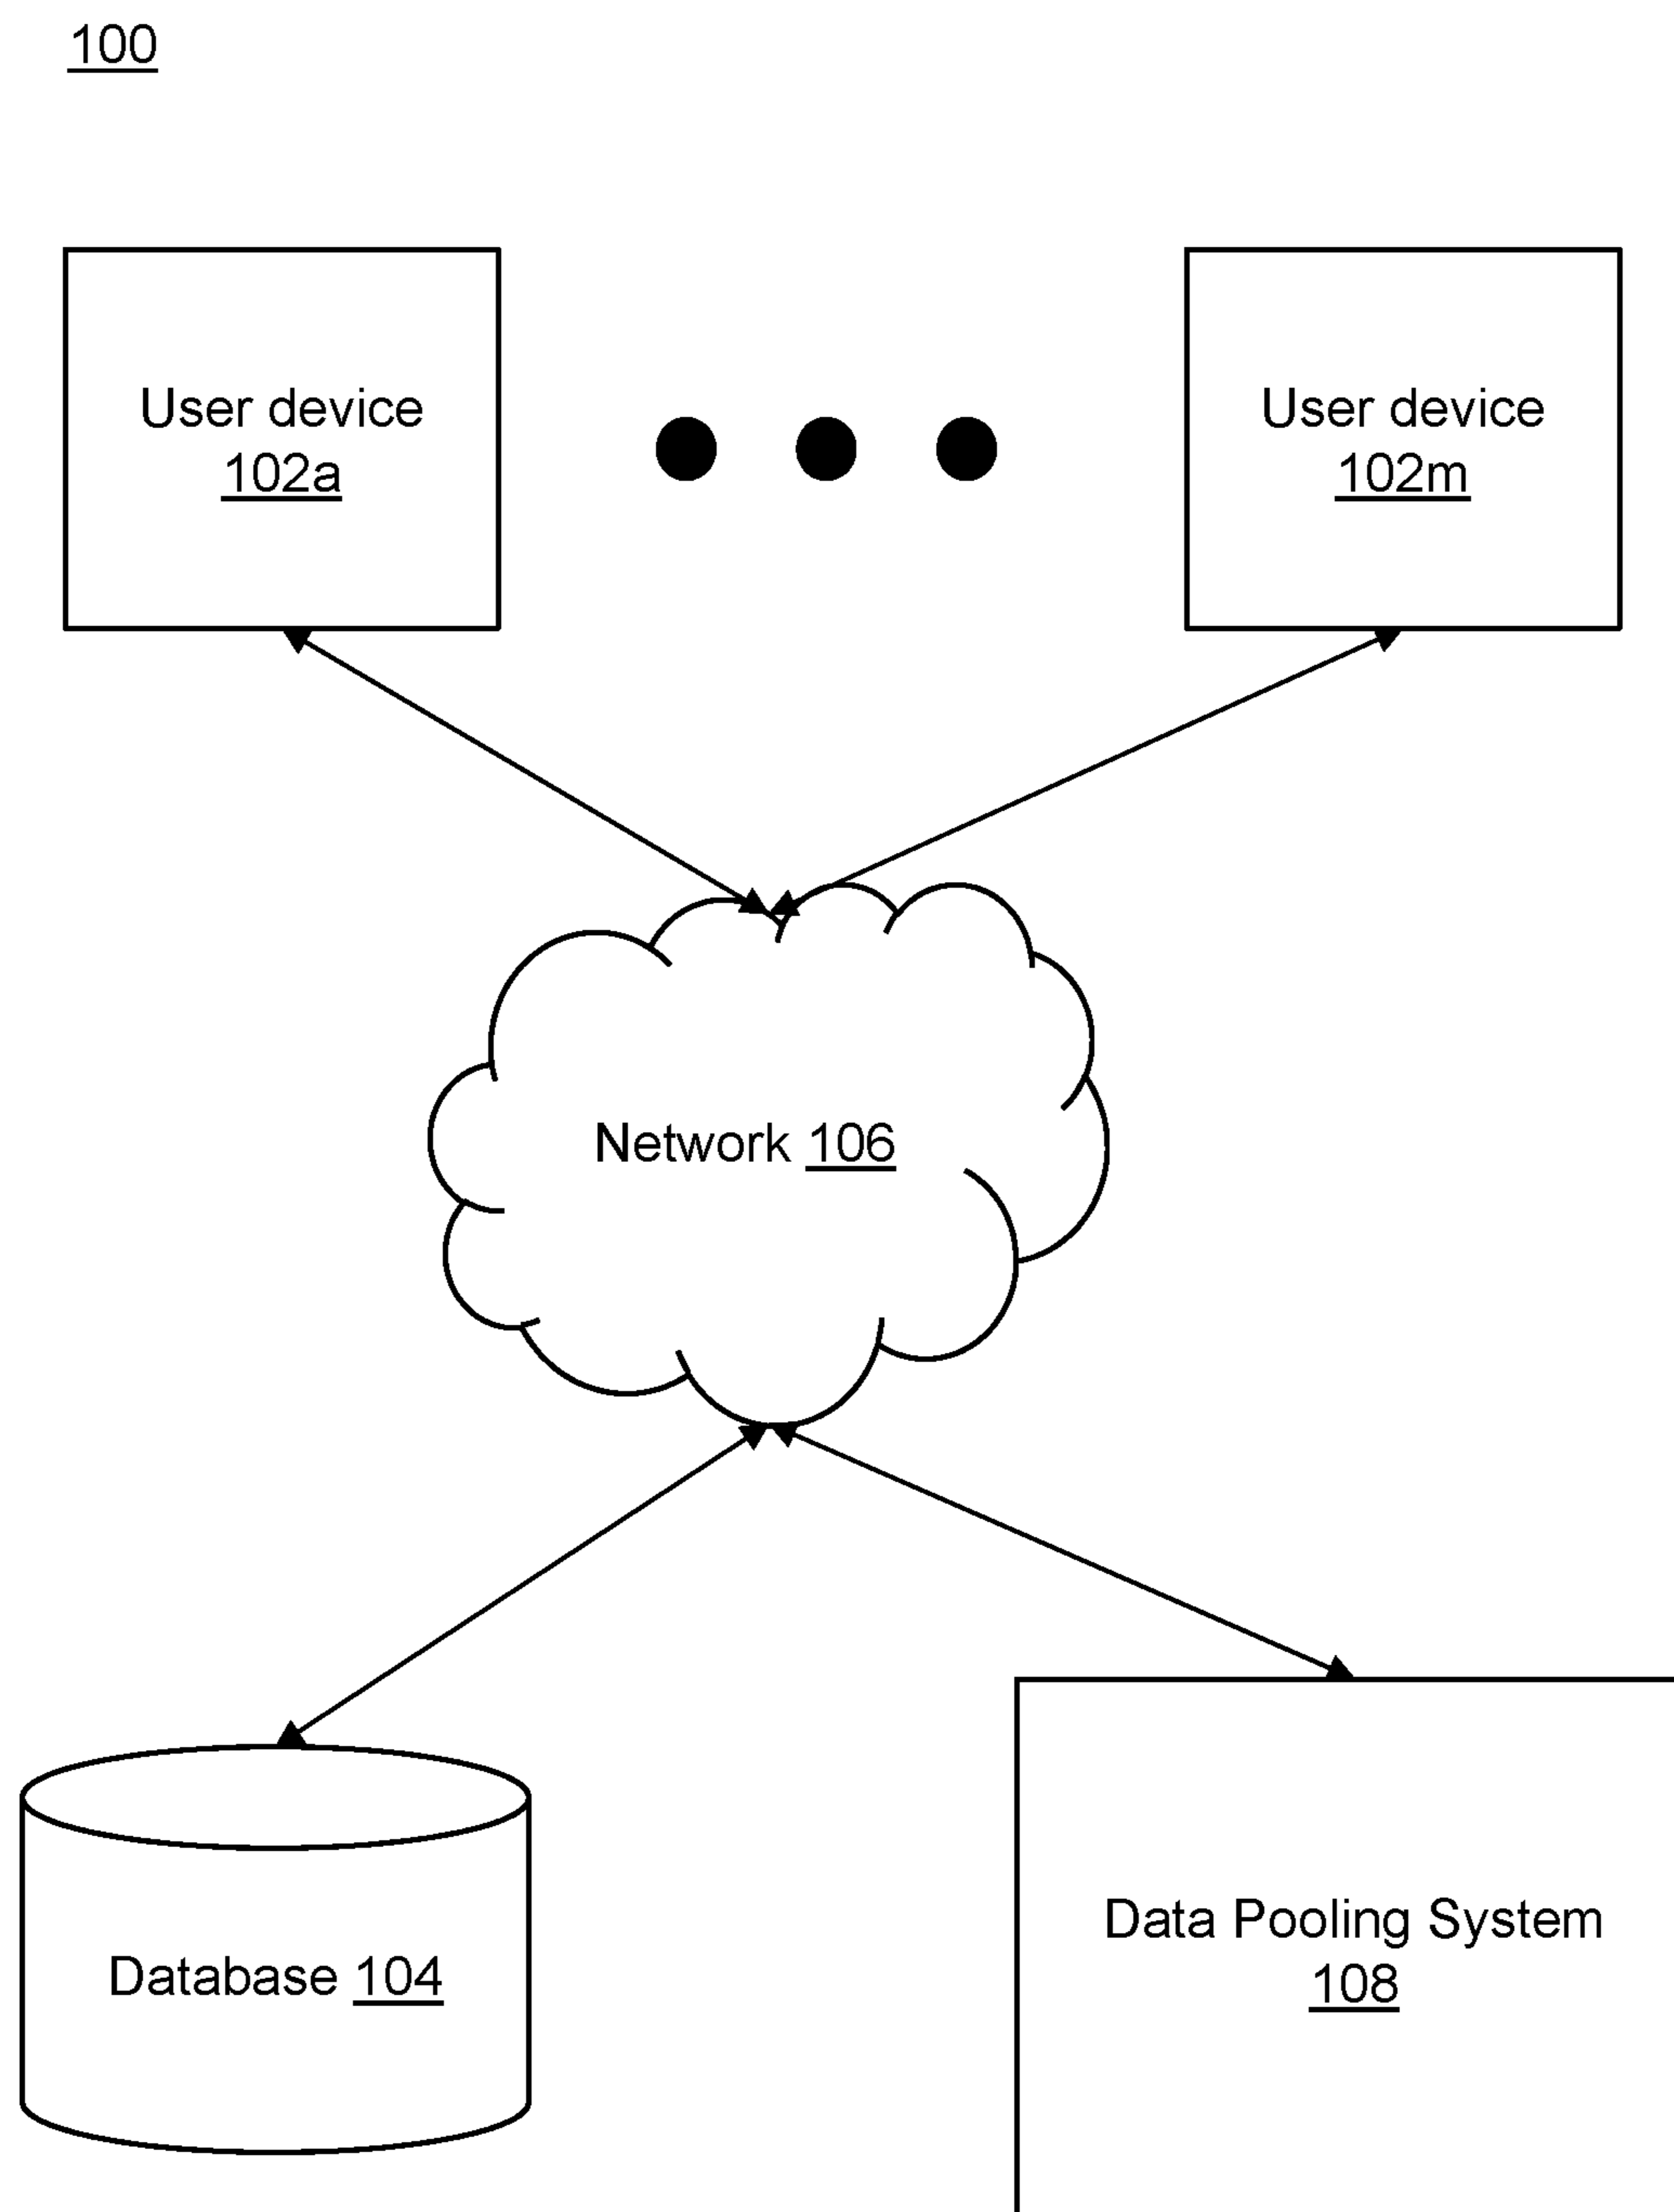 100
User device
102a
User device
102m
Network 106
Database 104
Data Pooling System
108